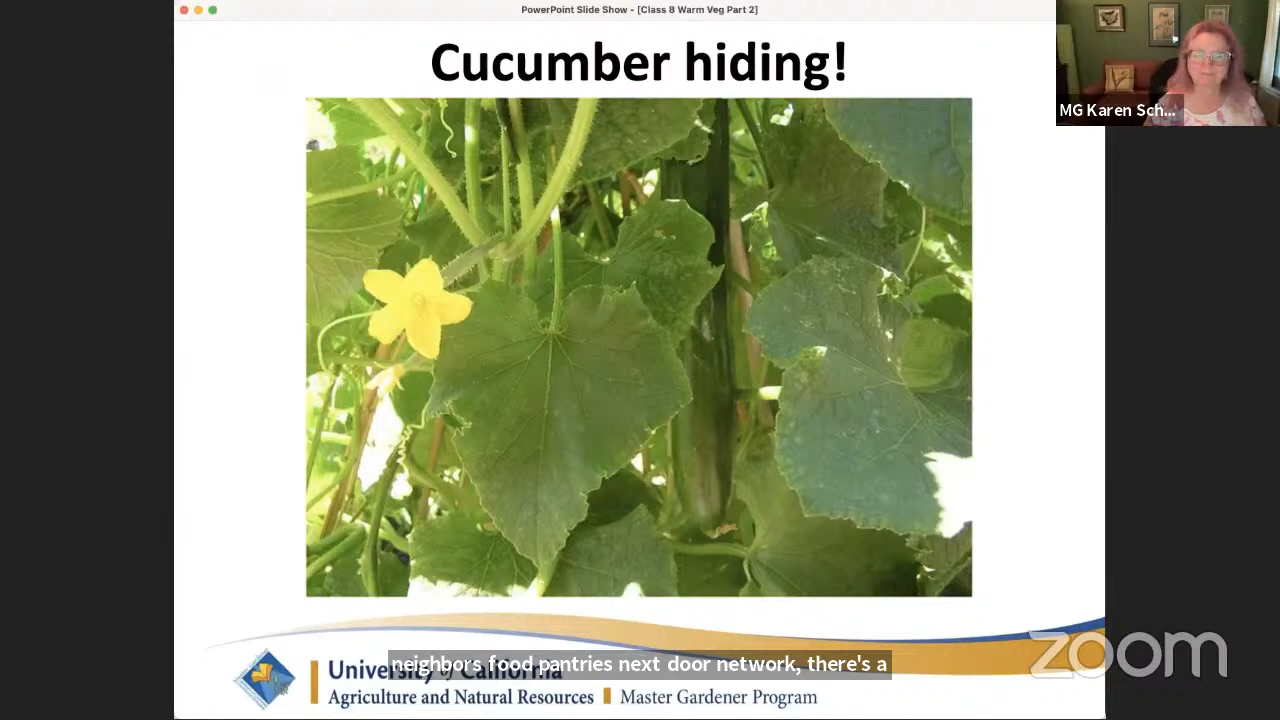 PowerPoint Slide Show - [Class 8 Warm Veg Part 2]
Cucumber hiding!
MG Karen Sch...
neighbors food pantries next door network, there's a
University of California
Agriculture and Natural Resources
Master Gardener Program
zoom